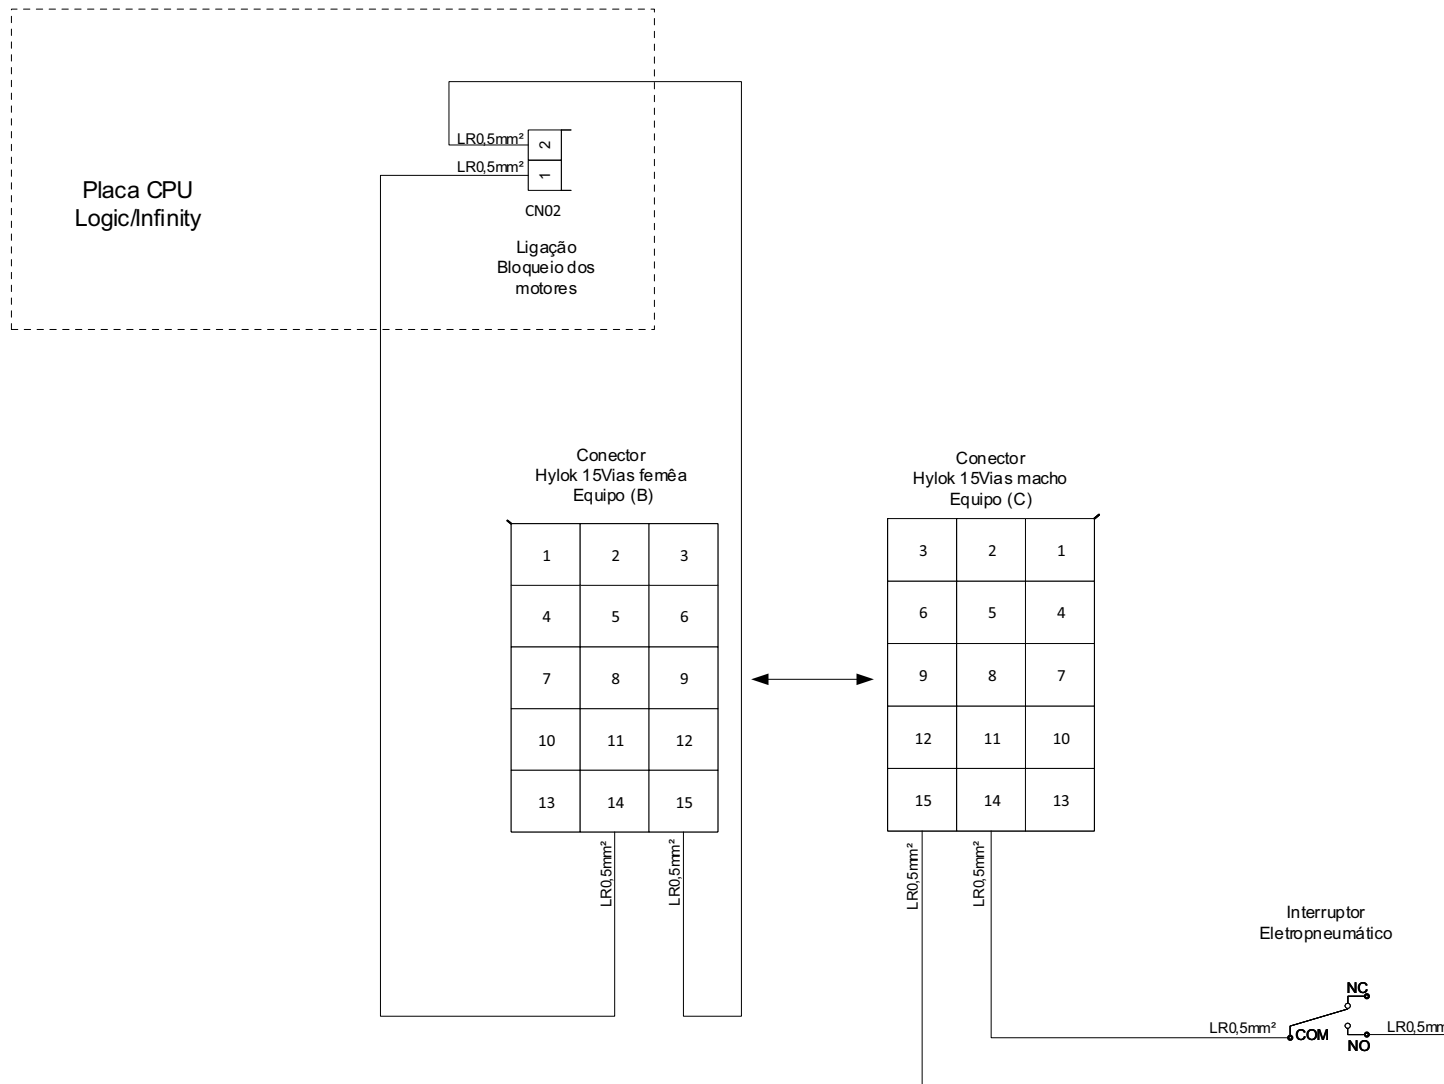 LR0,5mm²
2
LR0,5mm²
1
Placa CPU
Logic/Infinity
CN02
Ligação
Bloqueio dos
motores
Conector
Hylok 15Vias femêa
Equipo (B)
1 2 3
4 5 6
7 8 9
10 11 12
13 14 15
LR0,5mm²
LR0,5mm²
Conector
Hylok 15Vias macho
Equipo (C)
3 2 1
6 5 4
9 8 7
12 11 10
15 14 13
LR0,5mm²
LR0,5mm²
Interruptor
Eletropneumático
NC
LR0,5mm²
COM
NO
LR0,5mm